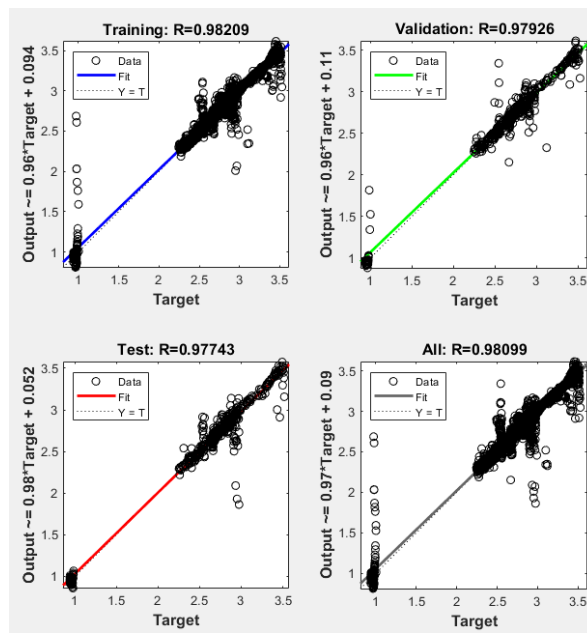 Training: R=0.98209
Output ~= 0.96*Target + 0.094
3.5
3
2.5
2
1.5
1
Data
Fit
Y = T
1 1.5 2 2.5 3 3.5
Target
Validation: R=0.97926
Output ~= 0.96*Target + 0.11
3.5
3
2.5
2
1.5
1
Data
Fit
Y = T
1 1.5 2 2.5 3 3.5
Target
Test: R=0.97743
Output ~= 0.98*Target + 0.052
3.5
3
2.5
2
1.5
1
Data
Fit
Y = T
1 1.5 2 2.5 3 3.5
Target
All: R=0.98099
Output ~= 0.97*Target + 0.09
3.5
3
2.5
2
1.5
1
Data
Fit
Y = T
1 1.5 2 2.5 3 3.5
Target